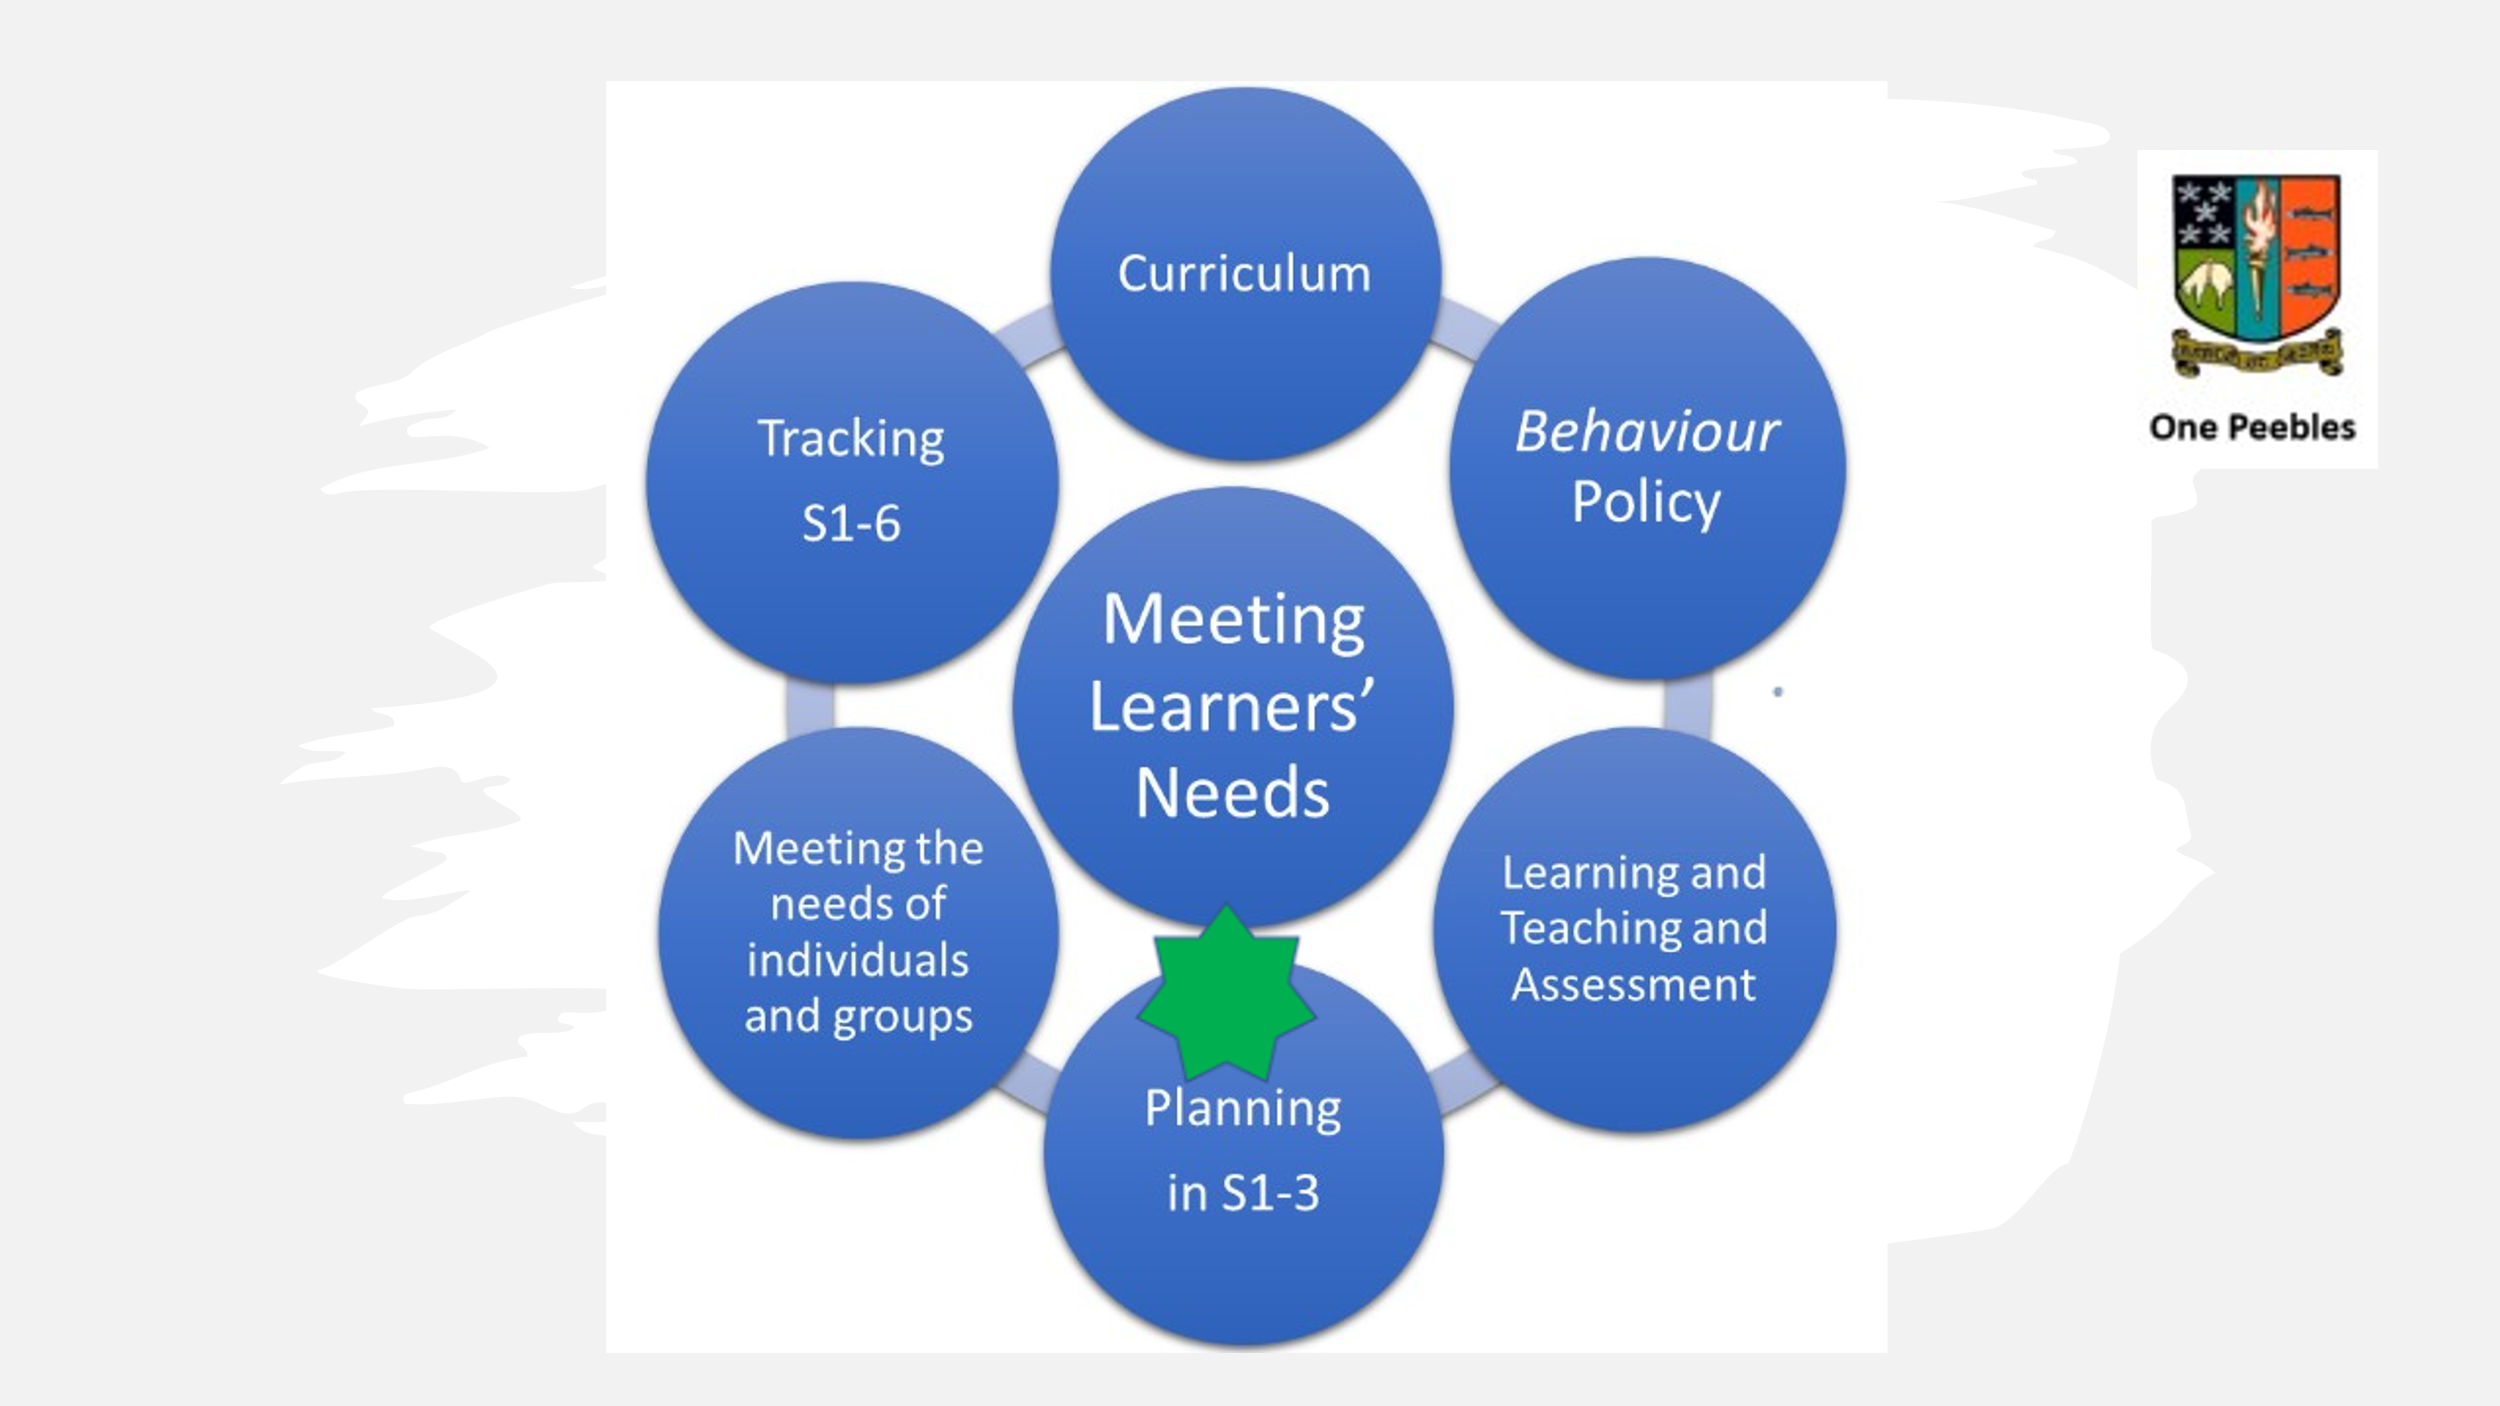 Curriculum
Behaviour
Policy
Tracking
S1-6
Meeting
Learners’
Needs
Meeting the
needs of
individuals
and groups
Learning and
Teaching and
Assessment
Planning
in S1-3
One Peebles